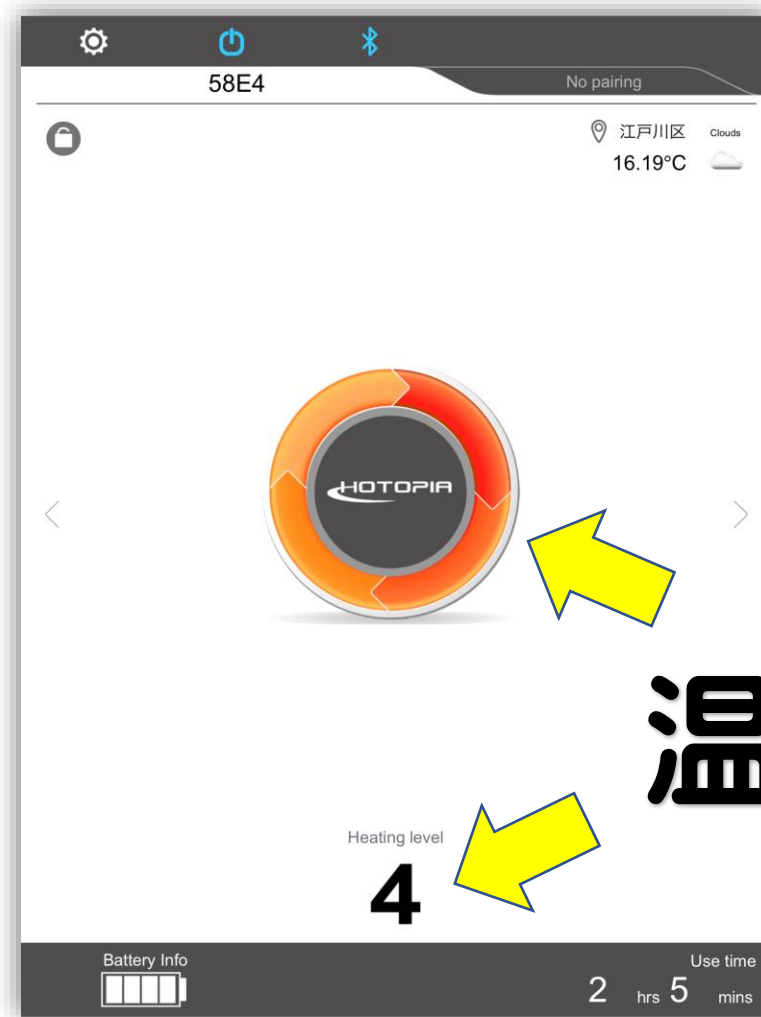 58E4
No pairing
江戸川区 Clouds
16.19°C
HOTOPIA
温
Heating level
4
Battery Info
Use time
2 hrs 5 mins